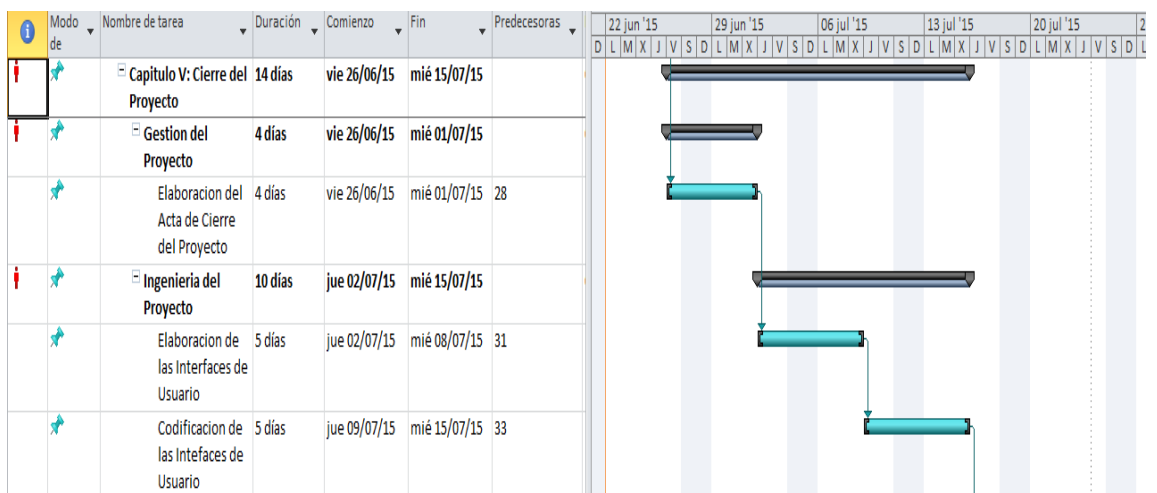 Modo de Nombre de tarea Duración Comienzo Fin Predecesoras
22 jun '15 29 jun '15 06 jul '15 13 jul '15 20 jul '15 2
D L M X J V S D L M X J V S D L M X J V S D L M X J V S D L M X J V S D L
Capitulo V: Cierre del 14 días vie 26/06/15 mié 15/07/15
Proyecto
Gestion del 4 días vie 26/06/15 mié 01/07/15
Proyecto
Elaboracion del 4 días vie 26/06/15 mié 01/07/15 28
Acta de Cierre
del Proyecto
Ingenieria del 10 días jue 02/07/15 mié 15/07/15
Proyecto
Elaboracion de 5 días jue 02/07/15 mié 08/07/15 31
las Interfaces de
Usuario
Codificacion de 5 días jue 09/07/15 mié 15/07/15 33
las Intefaces de
Usuario